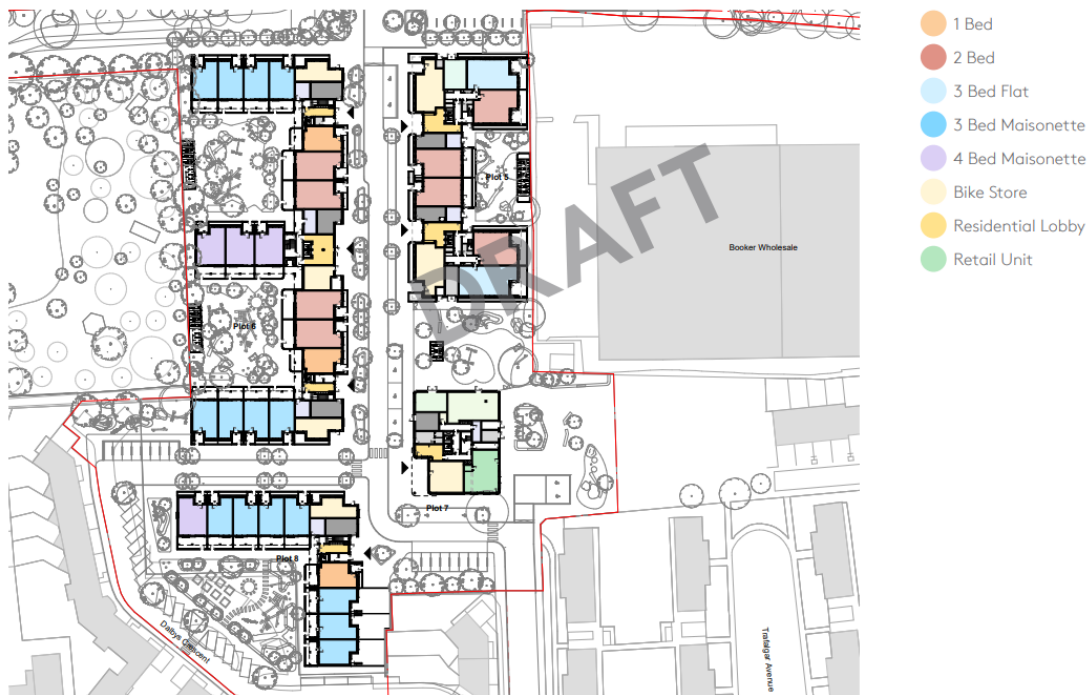 1 Bed
2 Bed
3 Bed Flat
3 Bed Maisonette
4 Bed Maisonette
Bike Store
Residential Lobby
Retail Unit
Plot 5
DRAFT
Booker Wholesale
Plot 6
Plot 7
Plot 8
Dalbys Crescent
Trafalgar Avenue